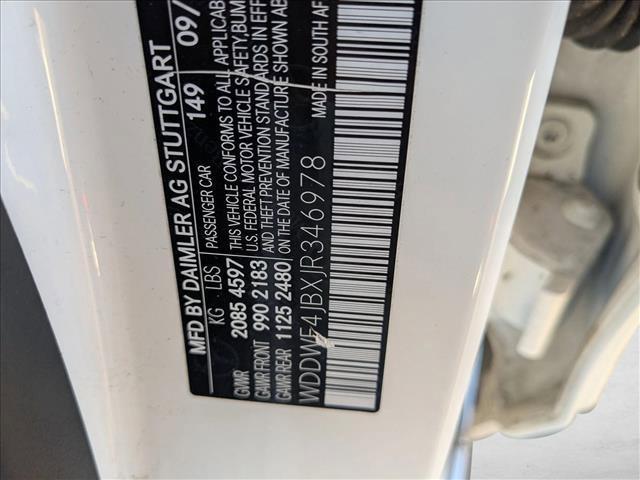 MFD BY DAIMLER AG STUTTGART 149 09/
KG LBS PASSENGER CAR
GVWR 2085 4597 THIS VEHICLE CONFORMS TO ALL APPLICAB
GAWR FRONT 990 2183 U.S. FEDERAL MOTOR VEHICLE SAFETY, BUM
AND THEFT PREVENTION STANDARDS IN EFF
GAWR REAR 1125 2480 ON THE DATE OF MANUFACTURE SHOWN AB
WDDWF4JBXJR346978 MADE IN SOUTH AF